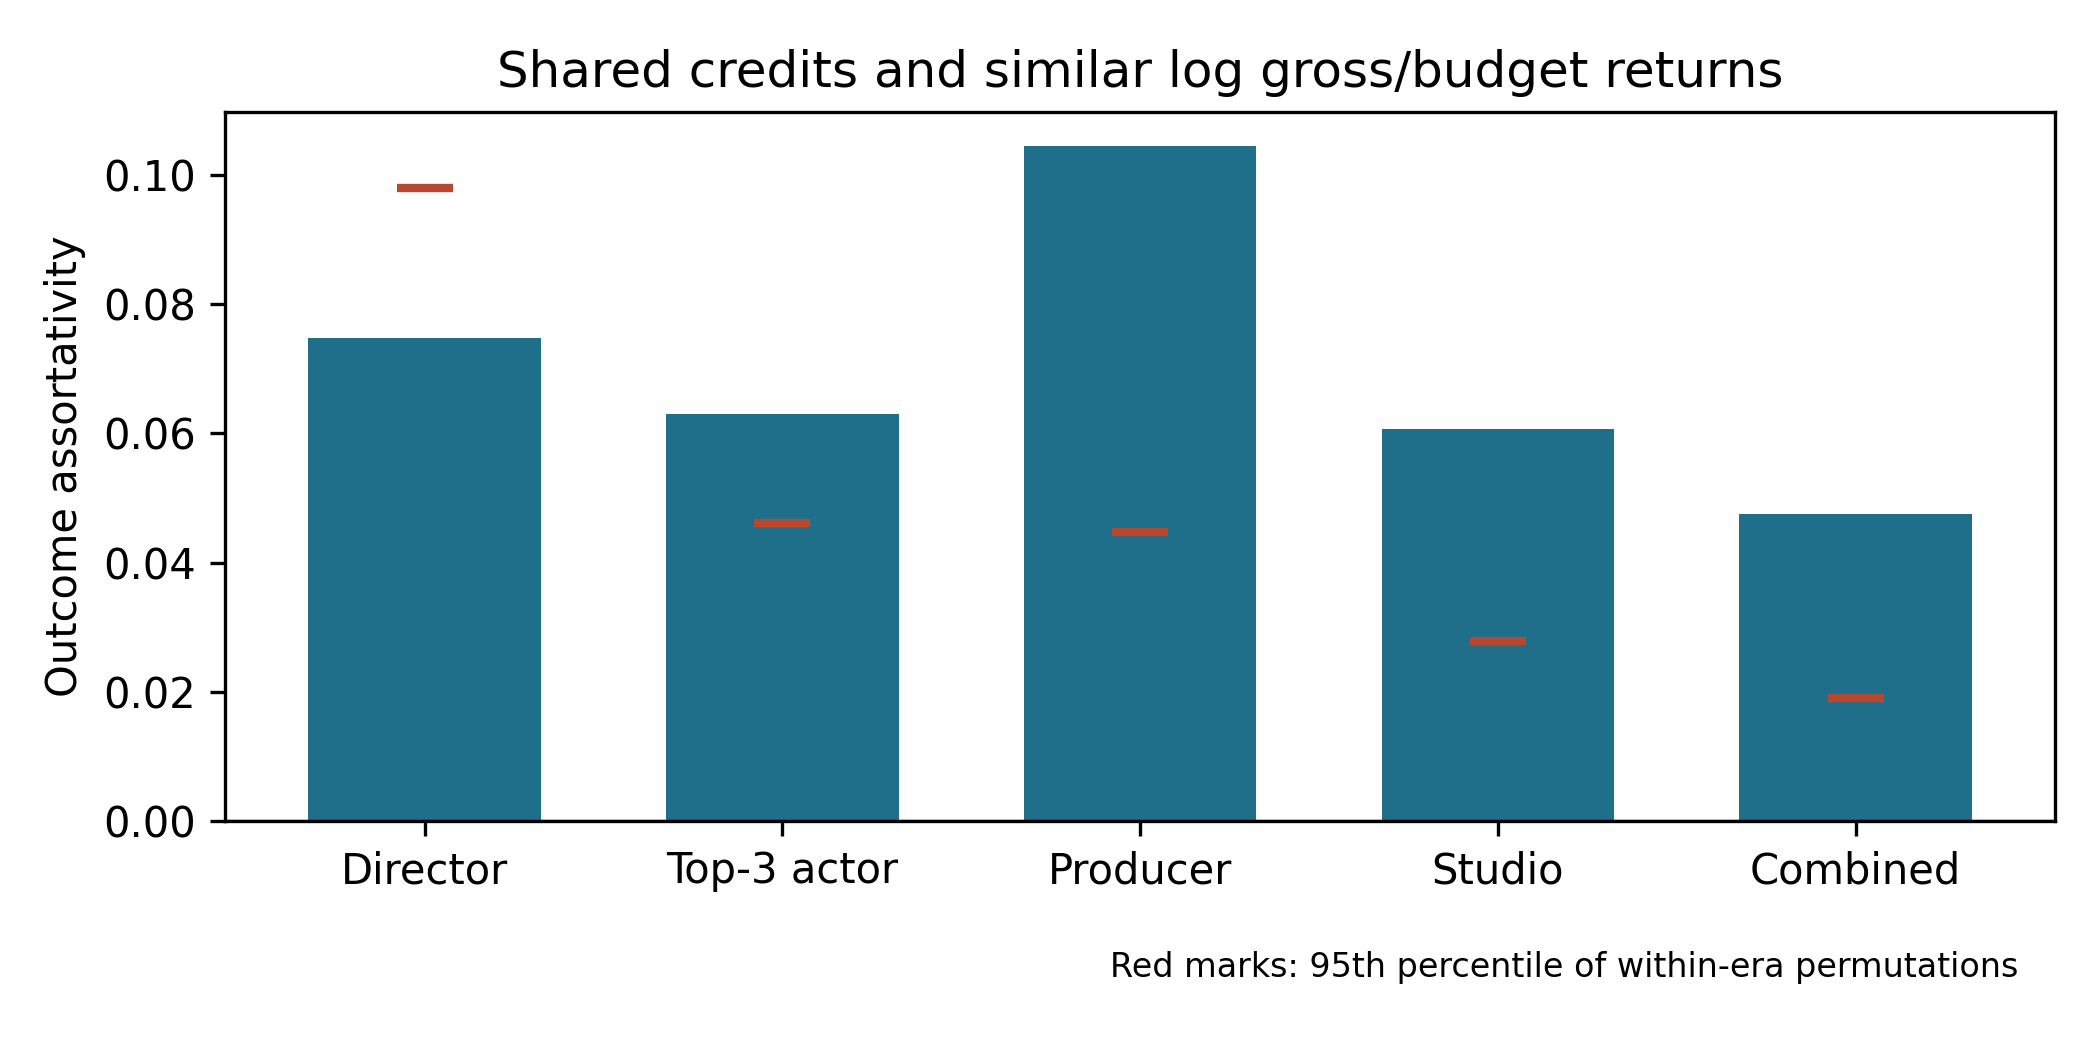 Shared credits and similar log gross/budget returns
Outcome assortativity
0.10
0.08
0.06
0.04
0.02
0.00
Director Top-3 actor Producer Studio Combined
Red marks: 95th percentile of within-era permutations